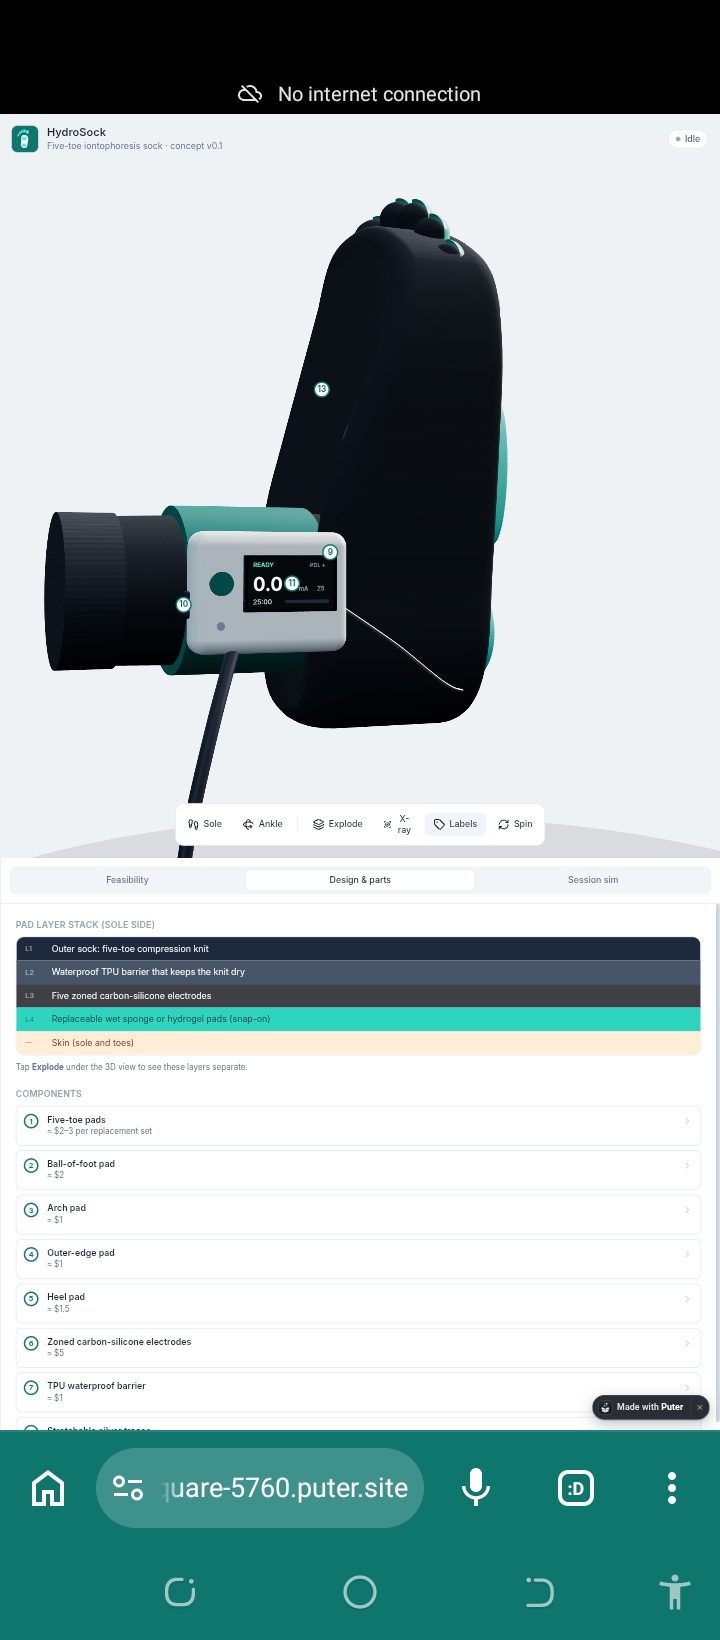 No internet connection
HydroSock
Five-toe iontophoresis sock · concept v0.1
Idle
13
9
READY
POL +
0.0
11
mA
Z5
25:00
10
Sole
Ankle
Explode
X-
ray
Labels
Spin
Feasibility
Design & parts
Session sim
PAD LAYER STACK (SOLE SIDE)
L1 Outer sock: five-toe compression knit
L2 Waterproof TPU barrier that keeps the knit dry
L3 Five zoned carbon-silicone electrodes
L4 Replaceable wet sponge or hydrogel pads (snap-on)
— Skin (sole and toes)
Tap Explode under the 3D view to see these layers separate.
COMPONENTS
1 Five-toe pads
≈ $2–3 per replacement set
2 Ball-of-foot pad
≈ $2
3 Arch pad
≈ $1
4 Outer-edge pad
≈ $1
5 Heel pad
≈ $1.5
6 Zoned carbon-silicone electrodes
≈ $5
7 TPU waterproof barrier
≈ $1
Made with Puter ×
uare-5760.puter.site
:D